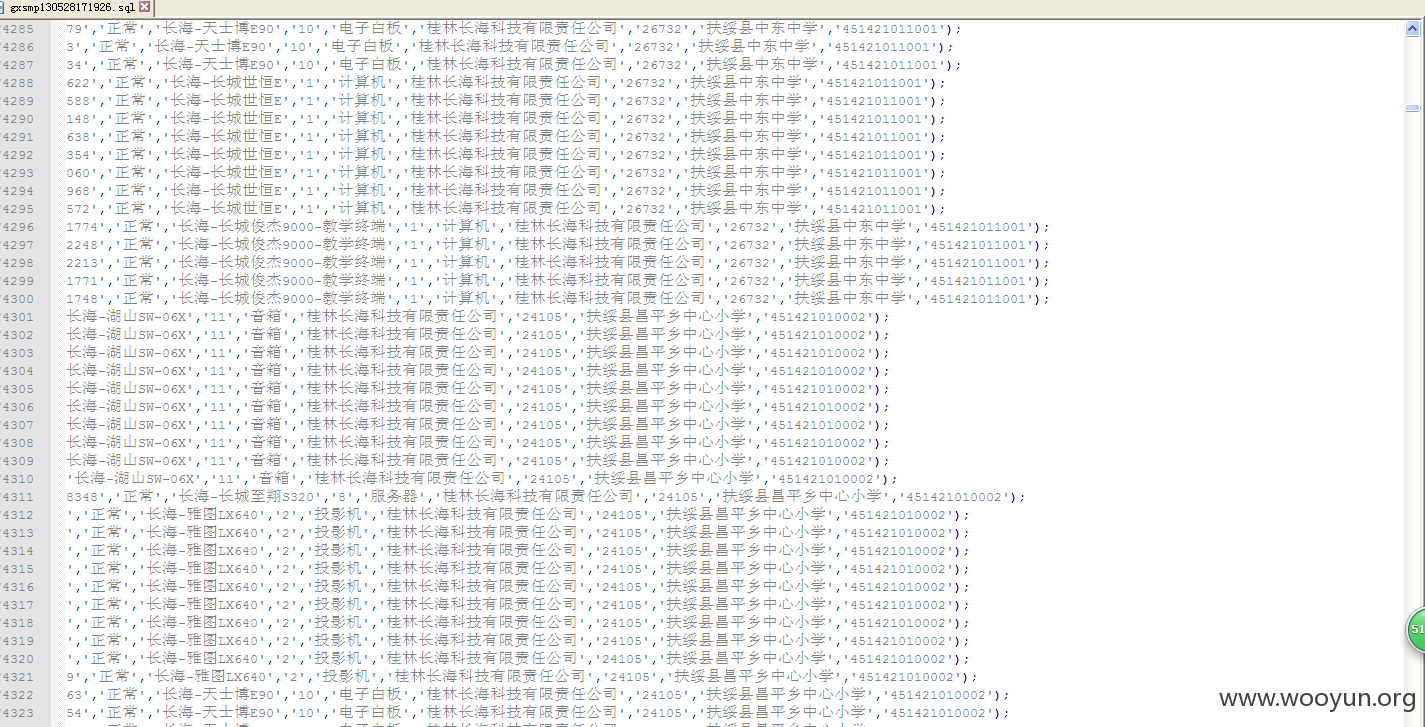 gxsmp130528171926.sql
4285 79','正常','长海-天士博E90','10','电子白板','桂林长海科技有限责任公司','26732','扶绥县中东中学','451421011001');
4286 3','正常','长海-天士博E90','10','电子白板','桂林长海科技有限责任公司','26732','扶绥县中东中学','451421011001');
4287 34','正常','长海-天士博E90','10','电子白板','桂林长海科技有限责任公司','26732','扶绥县中东中学','451421011001');
4288 622','正常','长海-长城世恒E','1','计算机','桂林长海科技有限责任公司','26732','扶绥县中东中学','451421011001');
4289 588','正常','长海-长城世恒E','1','计算机','桂林长海科技有限责任公司','26732','扶绥县中东中学','451421011001');
4290 148','正常','长海-长城世恒E','1','计算机','桂林长海科技有限责任公司','26732','扶绥县中东中学','451421011001');
4291 638','正常','长海-长城世恒E','1','计算机','桂林长海科技有限责任公司','26732','扶绥县中东中学','451421011001');
4292 354','正常','长海-长城世恒E','1','计算机','桂林长海科技有限责任公司','26732','扶绥县中东中学','451421011001');
4293 060','正常','长海-长城世恒E','1','计算机','桂林长海科技有限责任公司','26732','扶绥县中东中学','451421011001');
4294 968','正常','长海-长城世恒E','1','计算机','桂林长海科技有限责任公司','26732','扶绥县中东中学','451421011001');
4295 572','正常','长海-长城世恒E','1','计算机','桂林长海科技有限责任公司','26732','扶绥县中东中学','451421011001');
4296 1774','正常','长海-长城俊杰9000-教学终端','1','计算机','桂林长海科技有限责任公司','26732','扶绥县中东中学','451421011001');
4297 2248','正常','长海-长城俊杰9000-教学终端','1','计算机','桂林长海科技有限责任公司','26732','扶绥县中东中学','451421011001');
4298 2213','正常','长海-长城俊杰9000-教学终端','1','计算机','桂林长海科技有限责任公司','26732','扶绥县中东中学','451421011001');
4299 1771','正常','长海-长城俊杰9000-教学终端','1','计算机','桂林长海科技有限责任公司','26732','扶绥县中东中学','451421011001');
4300 1748','正常','长海-长城俊杰9000-教学终端','1','计算机','桂林长海科技有限责任公司','26732','扶绥县中东中学','451421011001');
4301 长海-湖山SW-06X','11','音箱','桂林长海科技有限责任公司','24105','扶绥县昌平乡中心小学','451421010002');
4302 长海-湖山SW-06X','11','音箱','桂林长海科技有限责任公司','24105','扶绥县昌平乡中心小学','451421010002');
4303 长海-湖山SW-06X','11','音箱','桂林长海科技有限责任公司','24105','扶绥县昌平乡中心小学','451421010002');
4304 长海-湖山SW-06X','11','音箱','桂林长海科技有限责任公司','24105','扶绥县昌平乡中心小学','451421010002');
4305 长海-湖山SW-06X','11','音箱','桂林长海科技有限责任公司','24105','扶绥县昌平乡中心小学','451421010002');
4306 长海-湖山SW-06X','11','音箱','桂林长海科技有限责任公司','24105','扶绥县昌平乡中心小学','451421010002');
4307 长海-湖山SW-06X','11','音箱','桂林长海科技有限责任公司','24105','扶绥县昌平乡中心小学','451421010002');
4308 长海-湖山SW-06X','11','音箱','桂林长海科技有限责任公司','24105','扶绥县昌平乡中心小学','451421010002');
4309 长海-湖山SW-06X','11','音箱','桂林长海科技有限责任公司','24105','扶绥县昌平乡中心小学','451421010002');
4310 '长海-湖山SW-06X','11','音箱','桂林长海科技有限责任公司','24105','扶绥县昌平乡中心小学','451421010002');
4311 8348','正常','长海-长城至翔S320','8','服务器','桂林长海科技有限责任公司','24105','扶绥县昌平乡中心小学','451421010002');
4312 ','正常','长海-雅图LX640','2','投影机','桂林长海科技有限责任公司','24105','扶绥县昌平乡中心小学','451421010002');
4313 ','正常','长海-雅图LX640','2','投影机','桂林长海科技有限责任公司','24105','扶绥县昌平乡中心小学','451421010002');
4314 ','正常','长海-雅图LX640','2','投影机','桂林长海科技有限责任公司','24105','扶绥县昌平乡中心小学','451421010002');
4315 ','正常','长海-雅图LX640','2','投影机','桂林长海科技有限责任公司','24105','扶绥县昌平乡中心小学','451421010002');
4316 ','正常','长海-雅图LX640','2','投影机','桂林长海科技有限责任公司','24105','扶绥县昌平乡中心小学','451421010002');
4317 ','正常','长海-雅图LX640','2','投影机','桂林长海科技有限责任公司','24105','扶绥县昌平乡中心小学','451421010002');
4318 ','正常','长海-雅图LX640','2','投影机','桂林长海科技有限责任公司','24105','扶绥县昌平乡中心小学','451421010002');
4319 ','正常','长海-雅图LX640','2','投影机','桂林长海科技有限责任公司','24105','扶绥县昌平乡中心小学','451421010002');
4320 ','正常','长海-雅图LX640','2','投影机','桂林长海科技有限责任公司','24105','扶绥县昌平乡中心小学','451421010002');
4321 9','正常','长海-雅图LX640','2','投影机','桂林长海科技有限责任公司','24105','扶绥县昌平乡中心小学','451421010002');
4322 63','正常','长海-天士博E90','10','电子白板','桂林长海科技有限责任公司','24105','扶绥县昌平乡中心小学','451421010002');
4323 54','正常','长海-天士博E90','10','电子白板','桂林长海科技有限责任公司','24105','扶绥县昌平乡中心小学','451421010002');
51
www.wooyun.org